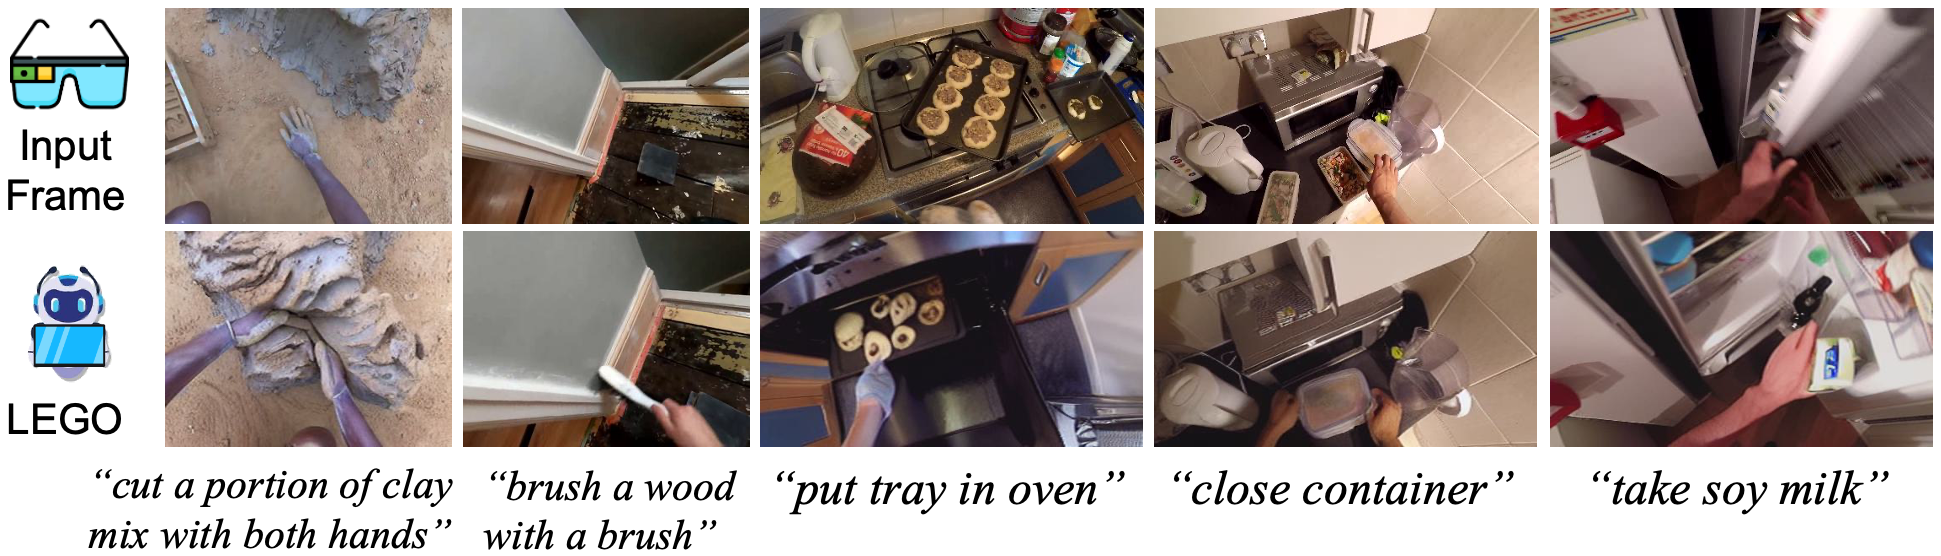 Input
Frame
LEGO
“cut a portion of clay
mix with both hands”
“brush a wood
with a brush”
“put tray in oven”
“close container”
“take soy milk”